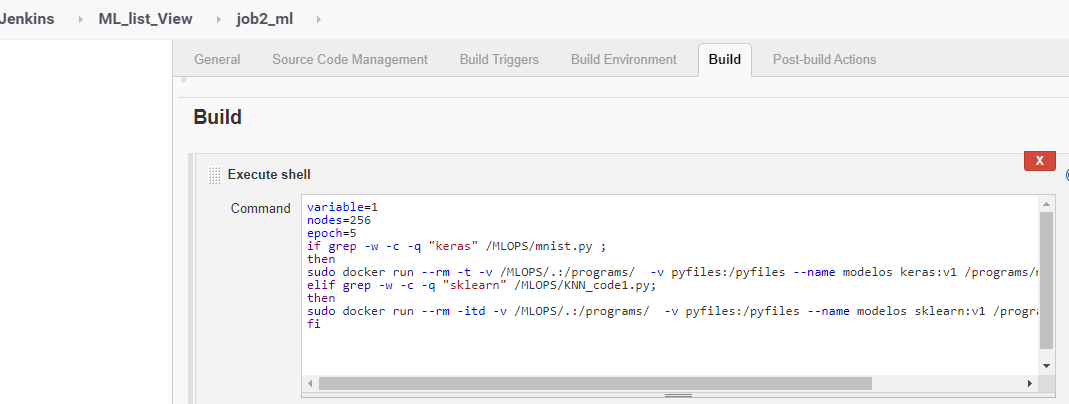 Jenkins ML_list_View job2_ml
General Source Code Management Build Triggers Build Environment Build Post-build Actions
Build
X
Execute shell
Command
variable=1
nodes=256
epoch=5
if grep -w -c -q "keras" /MLOPS/mnist.py ;
then
sudo docker run --rm -t -v /MLOPS/.:/programs/  -v pyfiles:/pyfiles --name modelos keras:v1 /programs/
elif grep -w -c -q "sklearn" /MLOPS/KNN_code1.py;
then
sudo docker run --rm -itd -v /MLOPS/.:/programs/  -v pyfiles:/pyfiles --name modelos sklearn:v1 /progra
fi